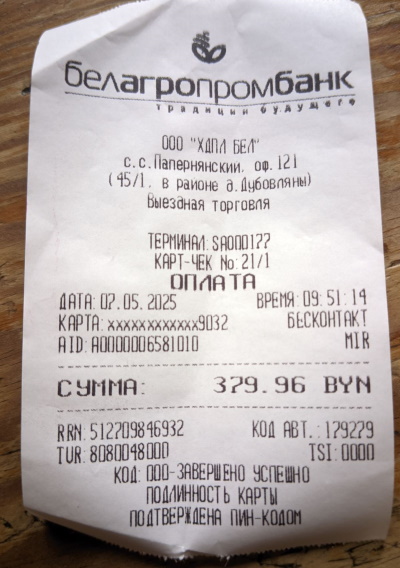 белагропромбанк
традиции будущего
ООО "ХДПЛ БЕЛ"
с.с.Папернянский, оф.121
(45/1, в районе д.Дубовляны)
Выездная торговля
ТЕРМИНАЛ:SA000177
КАРТ-ЧЕК No:21/1
ОПЛАТА
ДАТА:07.05.2025 ВРЕМЯ:09:51:14
КАРТА:xxxxxxxxxxxx9032 БЕСКОНТАКТ
AID:A0000006581010 MIR
СУММА: 379.96 BYN
RRN:512709846932 КОД АВТ.:179279
TVR:8080048000 TSI:0000
КОД:000-ЗАВЕРШЕНО УСПЕШНО
ПОДЛИННОСТЬ КАРТЫ
ПОДТВЕРЖДЕНА ПИН-КОДОМ